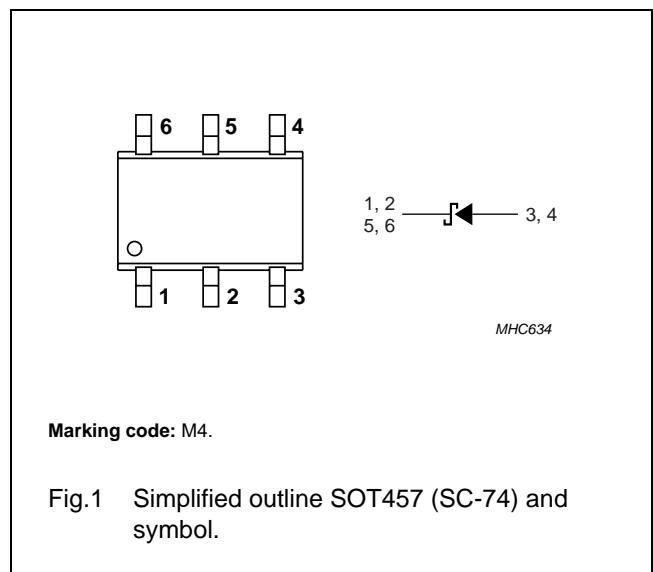 6 5 4
1, 2
5, 6
3, 4
1 2 3
MHC634
Marking code: M4.
Fig.1 Simplified outline SOT457 (SC-74) and
symbol.